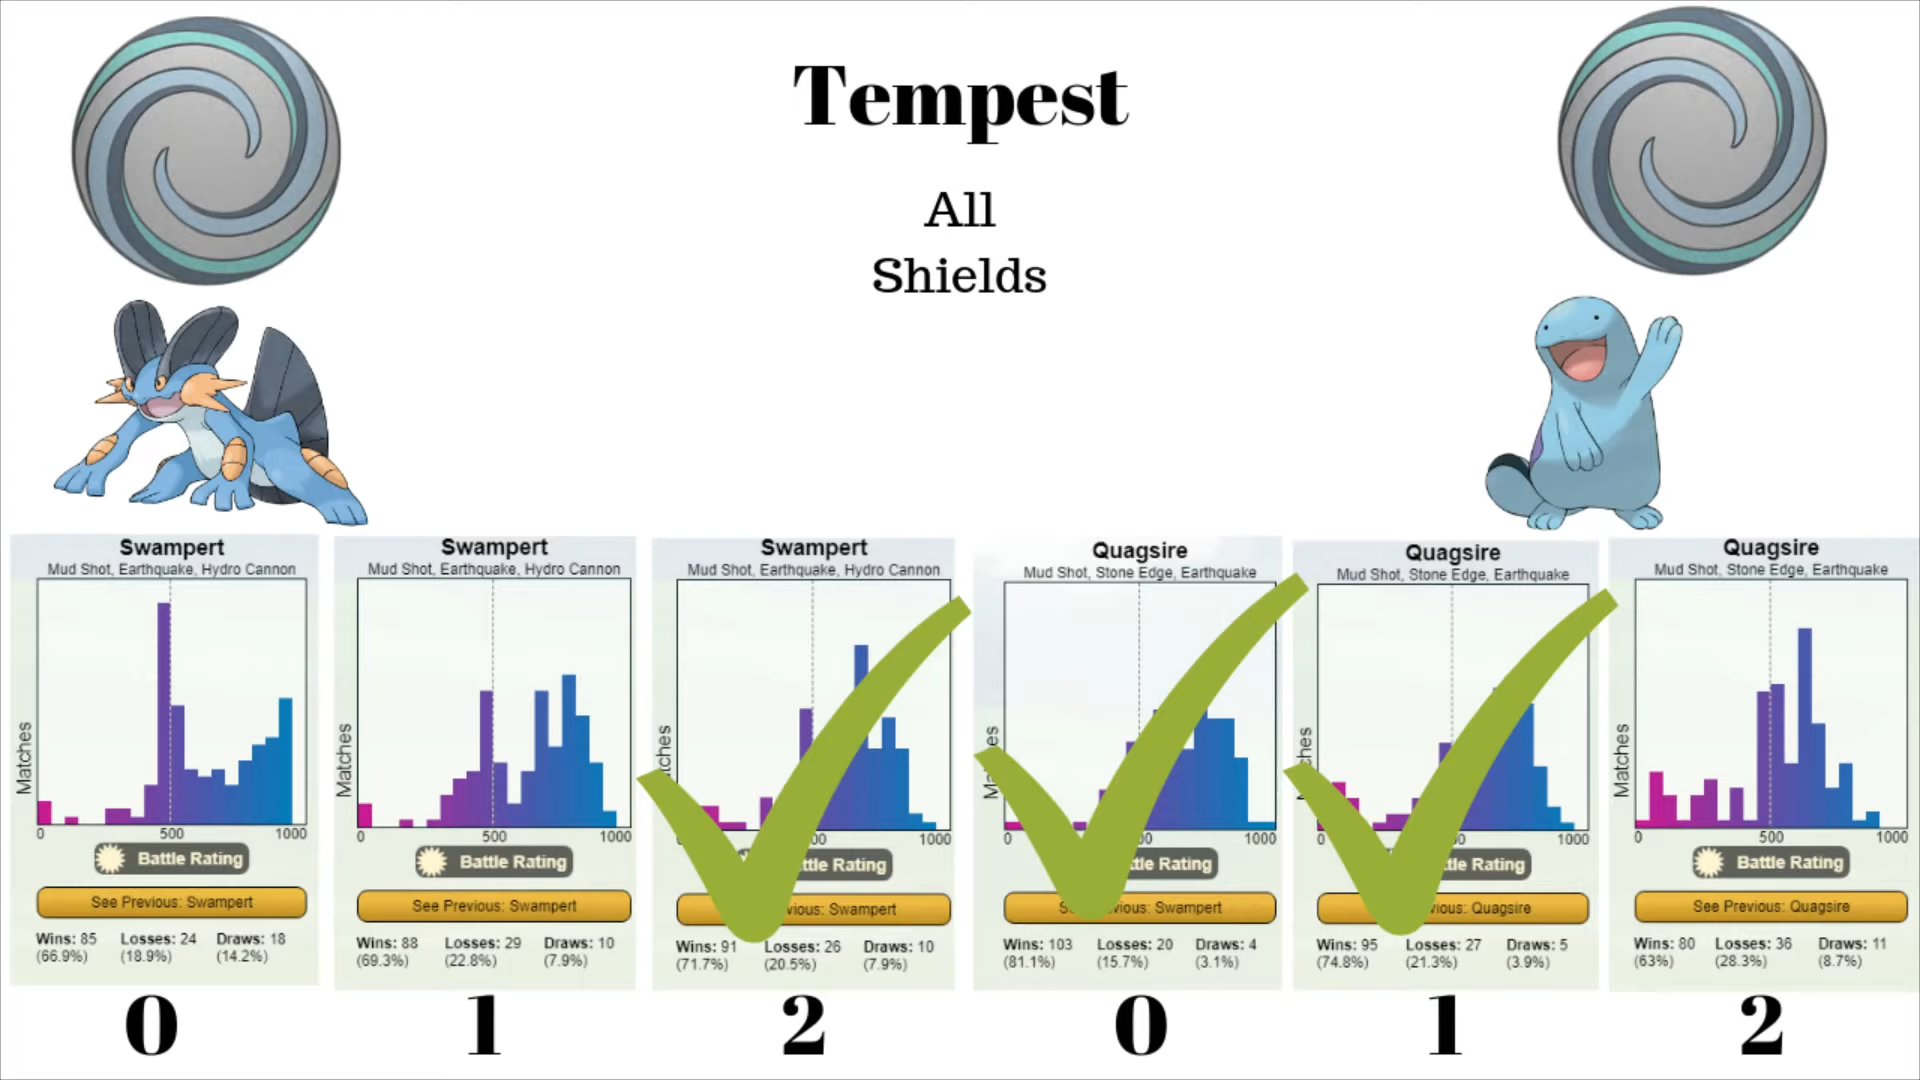 Tempest
All
Shields
Swampert
Mud Shot, Earthquake, Hydro Cannon
Matches
0 500 1000
Battle Rating
See Previous: Swampert
Wins: 85 Losses: 24 Draws: 18
(66.9%) (18.9%) (14.2%)
0
Swampert
Mud Shot, Earthquake, Hydro Cannon
Matches
0 500 1000
Battle Rating
See Previous: Swampert
Wins: 88 Losses: 29 Draws: 10
(69.3%) (22.8%) (7.9%)
1
Swampert
Mud Shot, Earthquake, Hydro Cannon
1000
Rating
Swampert
Wins: 91 Losses: 26 Draws: 10
(71.7%) (20.5%) (7.9%)
2
Quagsire
Mud Shot, Stone Edge, Earthquake
0 1000
Rating
Swampert
Wins: 103 Losses: 20 Draws: 4
(81.1%) (15.7%) (3.1%)
0
Quagsire
Mud Shot, Stone Edge, Earthquake
0 1000
Rating
Quagsire
Wins: 95 Losses: 27 Draws: 5
(74.8%) (21.3%) (3.9%)
1
Quagsire
Mud Shot, Stone Edge, Earthquake
Matches
0 500 1000
Battle Rating
See Previous: Quagsire
Wins: 80 Losses: 36 Draws: 11
(63%) (28.3%) (8.7%)
2